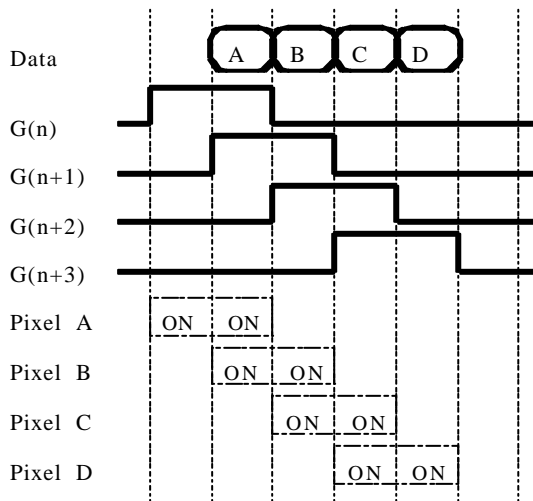 Data A B C D
G(n)
G(n+1)
G(n+2)
G(n+3)
Pixel A ON ON
Pixel B ON ON
Pixel C ON ON
Pixel D ON ON